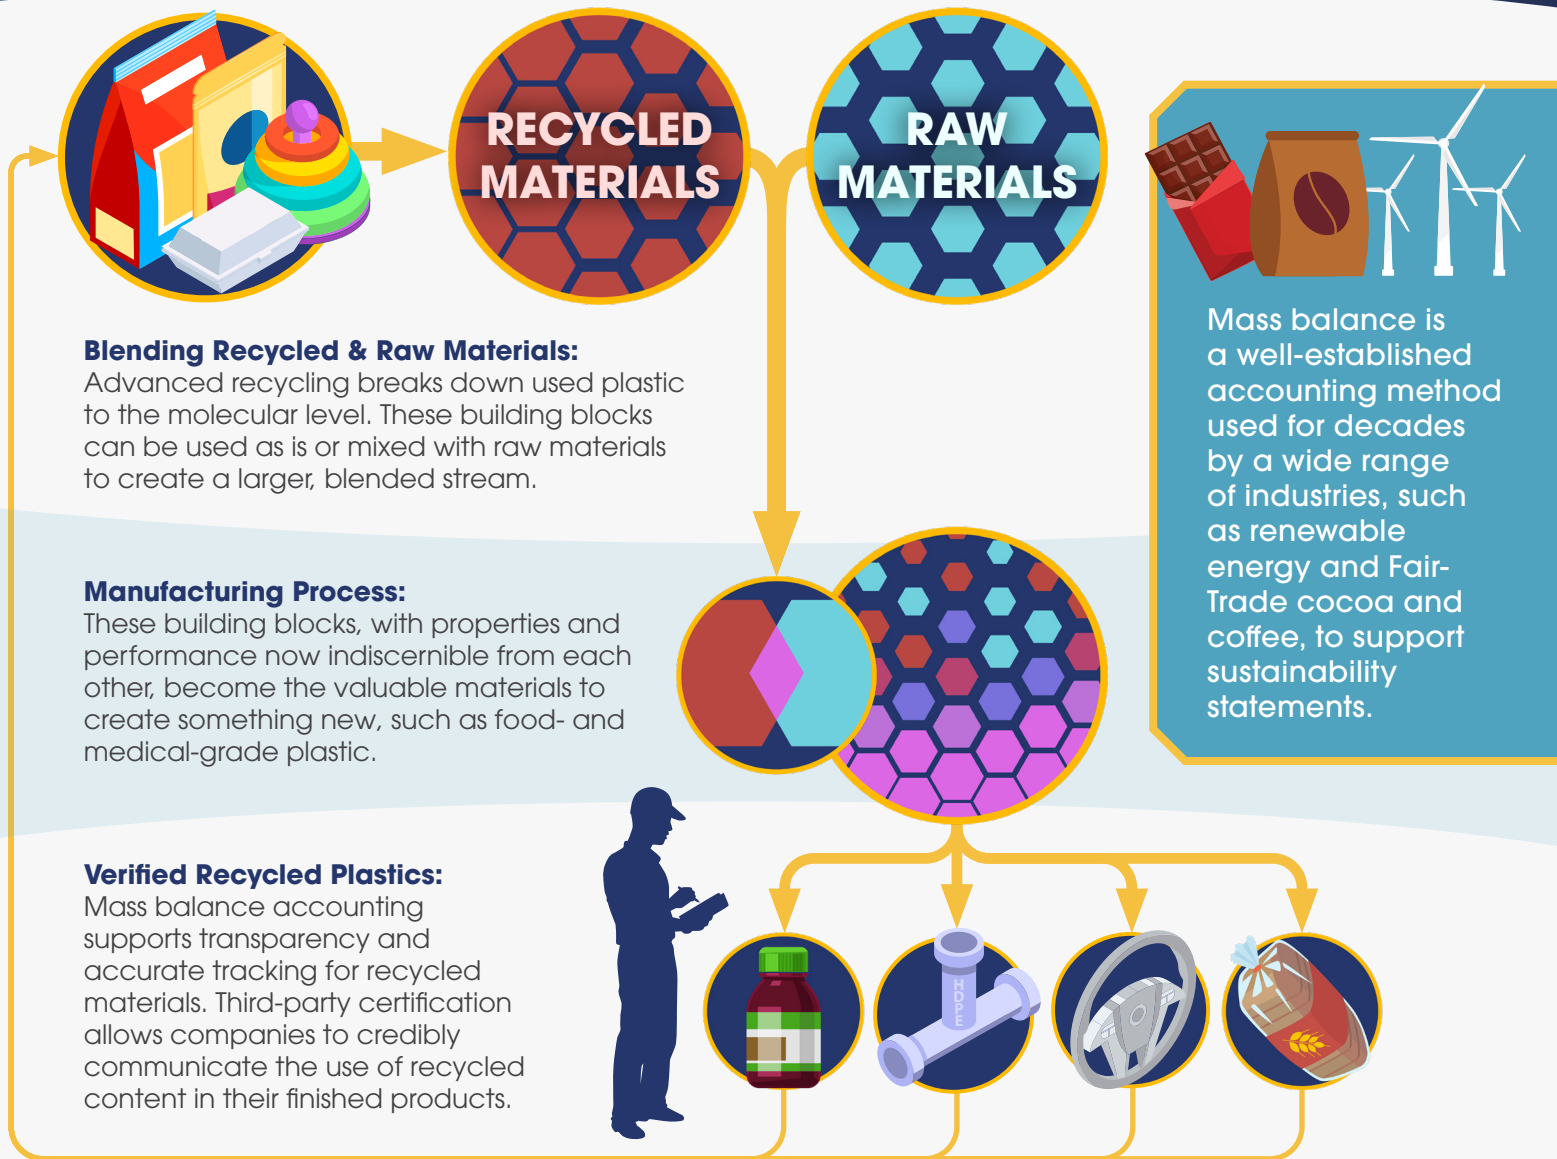 RECYCLED
MATERIALS
RAW
MATERIALS
Blending Recycled & Raw Materials:
Advanced recycling breaks down used plastic
to the molecular level. These building blocks
can be used as is or mixed with raw materials
to create a larger, blended stream.
Mass balance is
a well-established
accounting method
used for decades
by a wide range
of industries, such
as renewable
energy and Fair-
Trade cocoa and
coffee, to support
sustainability
statements.
Manufacturing Process:
These building blocks, with properties and
performance now indiscernible from each
other, become the valuable materials to
create something new, such as food- and
medical-grade plastic.
Verified Recycled Plastics:
Mass balance accounting
supports transparency and
accurate tracking for recycled
materials. Third-party certification
allows companies to credibly
communicate the use of recycled
content in their finished products.
HDPE